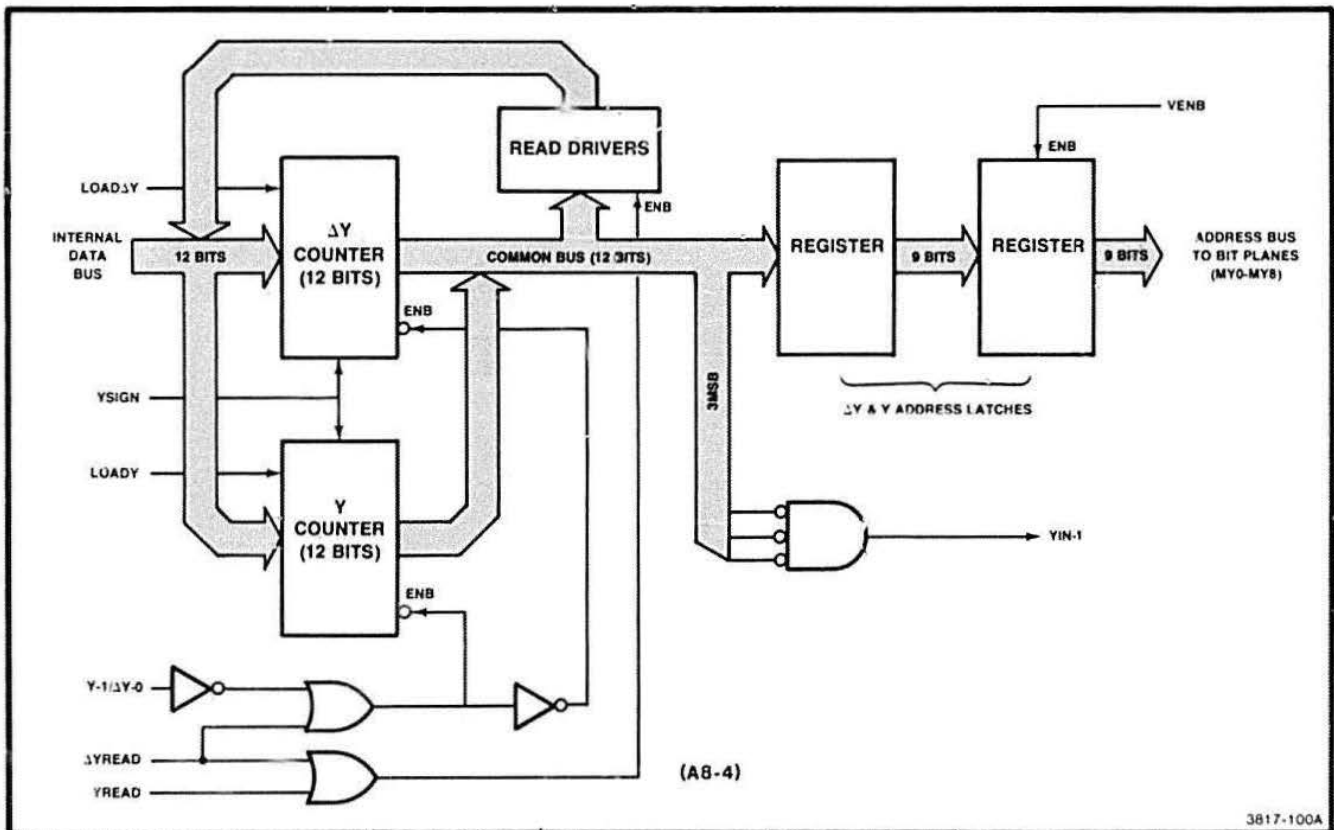 READ DRIVERS
VENB
ENB
LOADΔY
ENB
INTERNAL
DATA
BUS
12 BITS
ΔY
COUNTER
(12 BITS)
COMMON BUS (12 BITS)
REGISTER
9 BITS
REGISTER
9 BITS
ADDRESS BUS
TO BIT PLANES
(MY0-MY8)
ENB
YSIGN
3MSB
ΔY & Y ADDRESS LATCHES
LOADY
Y
COUNTER
(12 BITS)
YIN-1
ENB
Y-1/ΔY-0
ΔYREAD
YREAD
(A8-4)
3817-100A